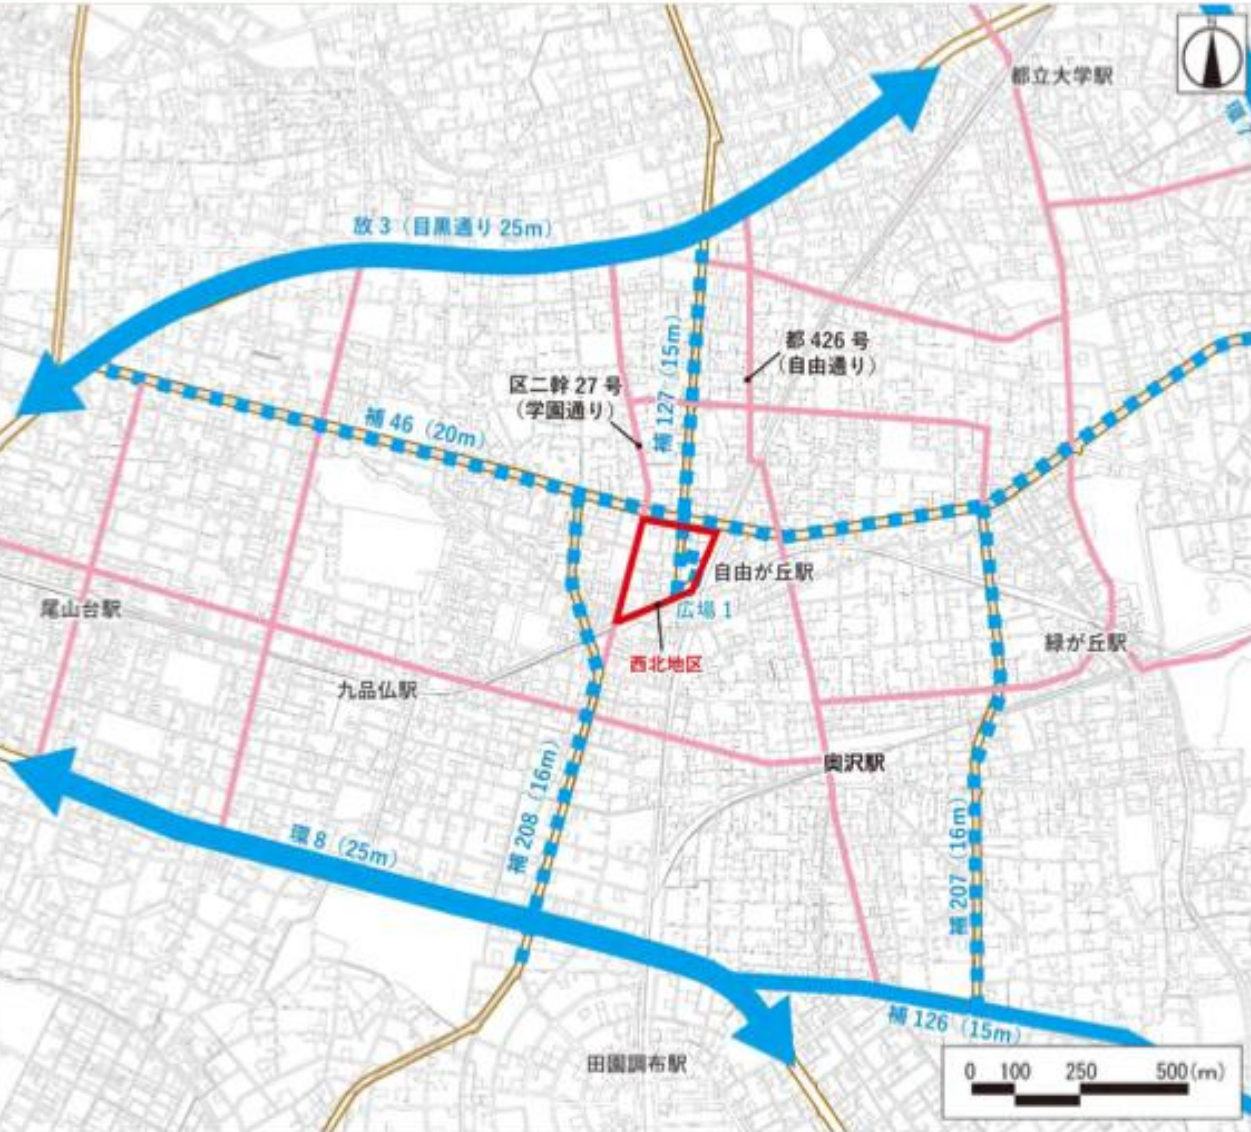 都立大学駅
環7
放3（目黒通り25m）
都426号
（自由通り）
補127（15m）
区二幹27号
（学園通り）
補46（20m）
自由が丘駅
広場1
尾山台駅
緑が丘駅
西北地区
九品仏駅
奥沢駅
補208（16m）
環8（25m）
補207（16m）
補126（15m）
田園調布駅
0 100 250 500(m)